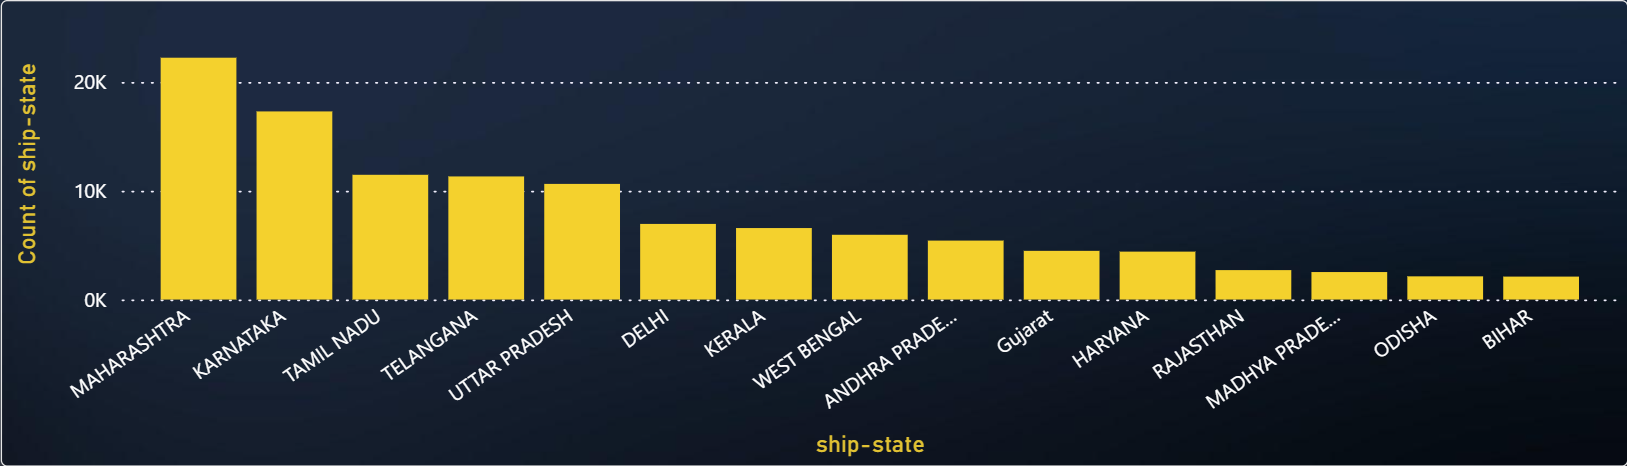 Count of ship-state
20K
10K
0K
MAHARASHTRA
KARNATAKA
TAMIL NADU
TELANGANA
UTTAR PRADESH
DELHI
KERALA
WEST BENGAL
ANDHRA PRADE...
Gujarat
HARYANA
RAJASTHAN
MADHYA PRADE...
ODISHA
BIHAR
ship-state